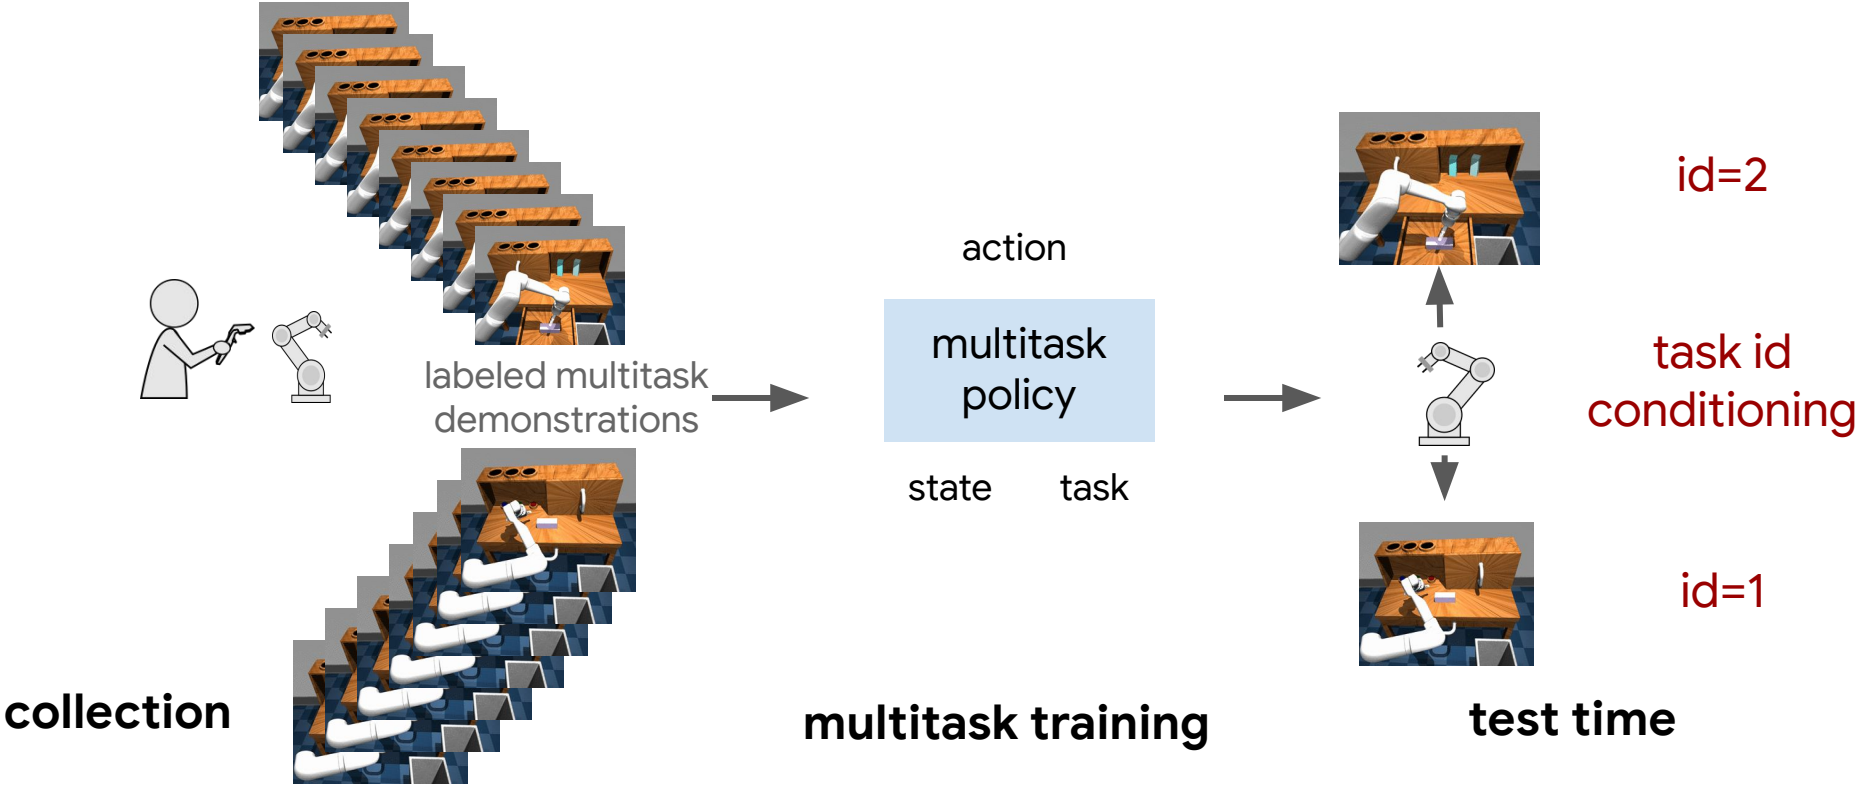 labeled multitask
demonstrations
collection
action
multitask
policy
state task
multitask training
id=2
task id
conditioning
id=1
test time